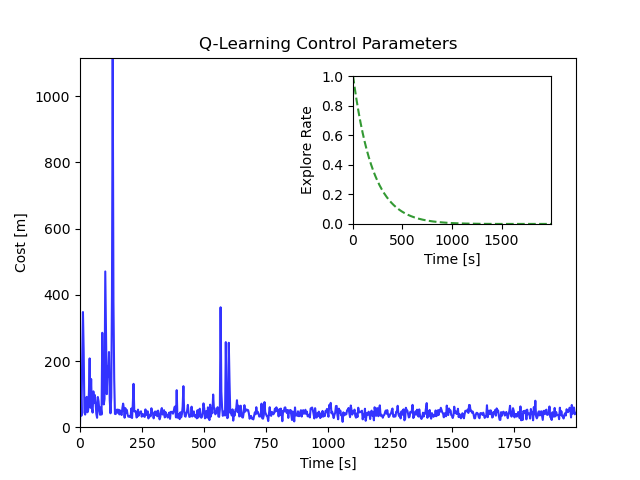 Q-Learning Control Parameters
1000
800
600
400
200
0
Cost [m]
0 250 500 750 1000 1250 1500 1750
Time [s]
1.0
0.8
0.6
0.4
0.2
0.0
Explore Rate
0 500 1000 1500
Time [s]